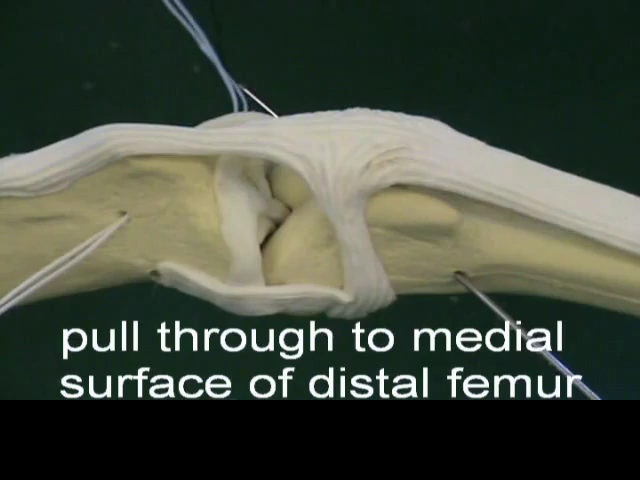 pull through to medial
surface of distal femur